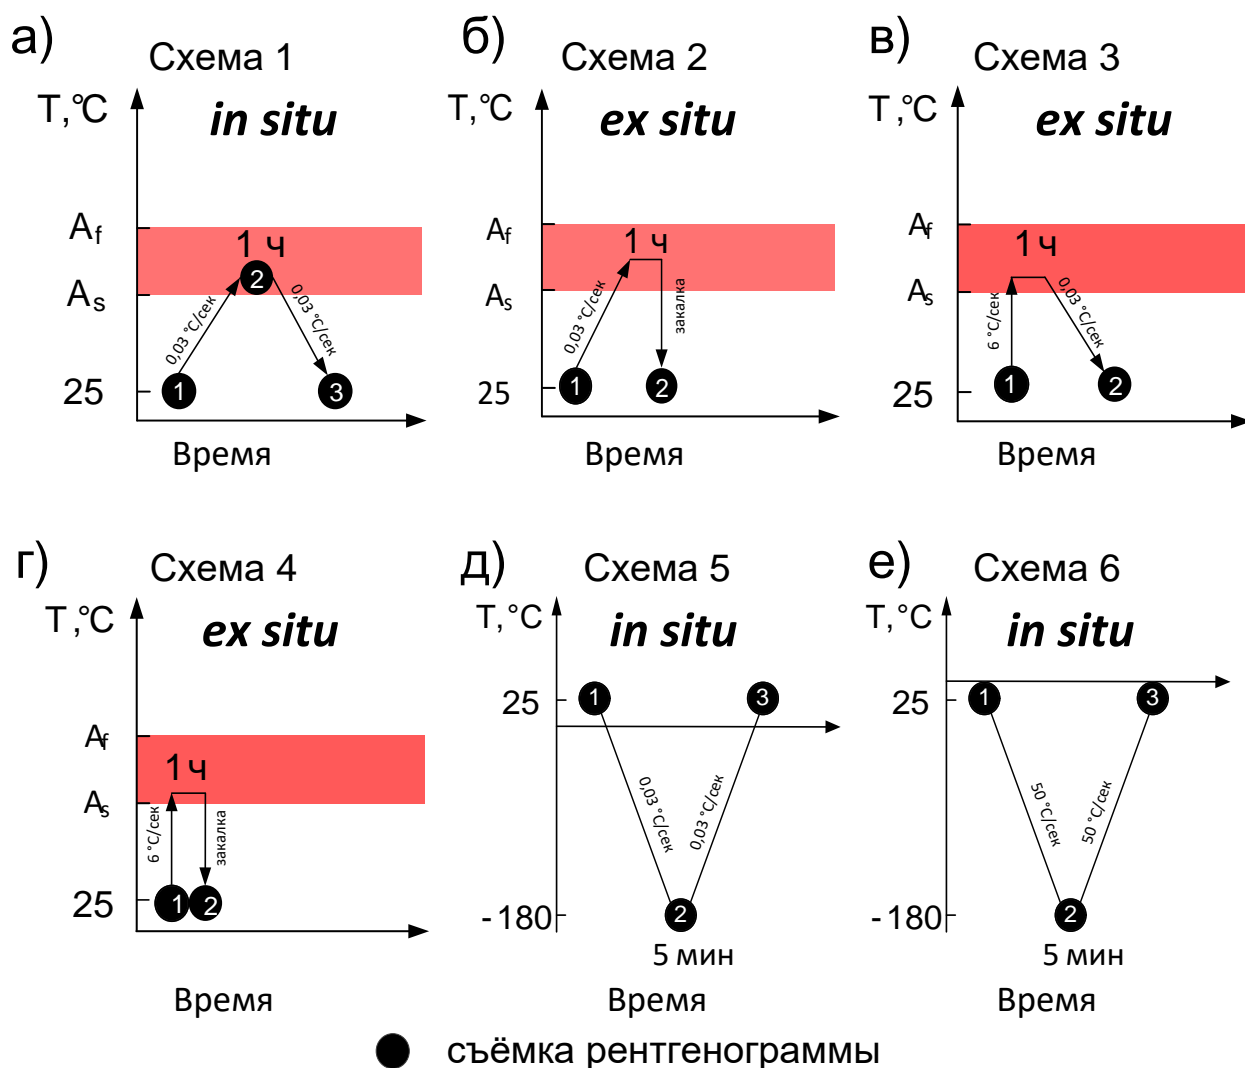 а)
Схема 1
T,°C
in situ
Af
1 ч
2
As
0,03 °C/сек
0,03 °C/сек
25
1
3
Время
б)
Схема 2
T,°C
ex situ
Af
1 ч
As
0,03 °C/сек
закалка
25
1
2
Время
в)
Схема 3
T,°C
ex situ
Af
1 ч
As
6 °C/сек
0,03 °C/сек
25
1
2
Время
г)
Схема 4
T,°C
ex situ
Af
1 ч
As
6 °C/сек
закалка
25
1
2
Время
д)
Схема 5
T,°C
in situ
25
1
3
0,03 °C/сек
0,03 °C/сек
-180
2
5 мин
Время
е)
Схема 6
T,°C
in situ
25
1
3
50 °C/сек
50 °C/сек
-180
2
5 мин
Время
съёмка рентгенограммы